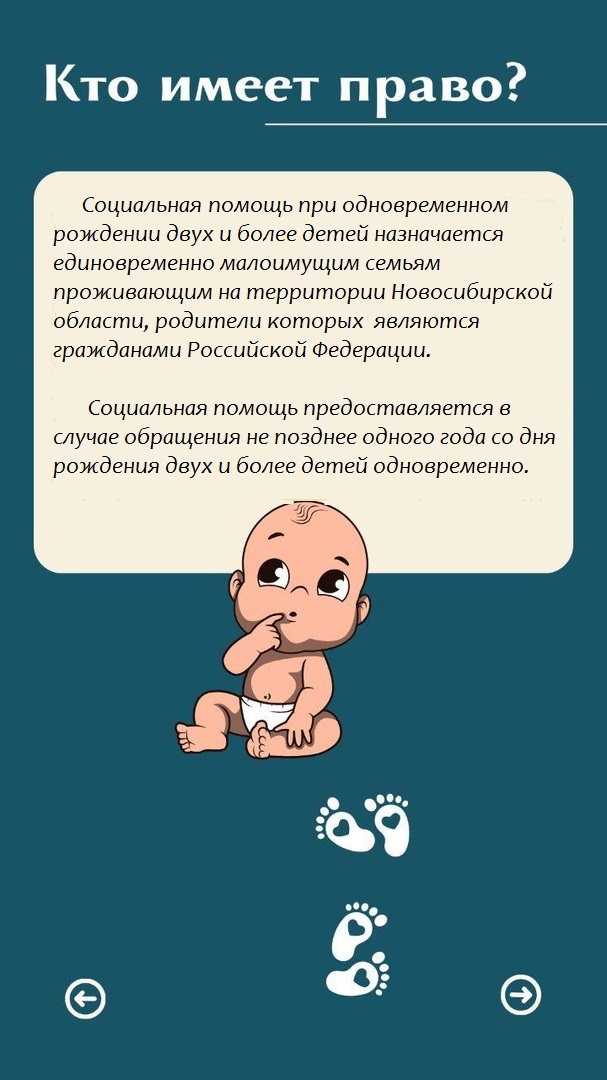 Кто имеет право?
Социальная помощь при одновременном
рождении двух и более детей назначается
единовременно малоимущим семьям
проживающим на территории Новосибирской
области, родители которых являются
гражданами Российской Федерации.
Социальная помощь предоставляется в
случае обращения не позднее одного года со дня
рождения двух и более детей одновременно.